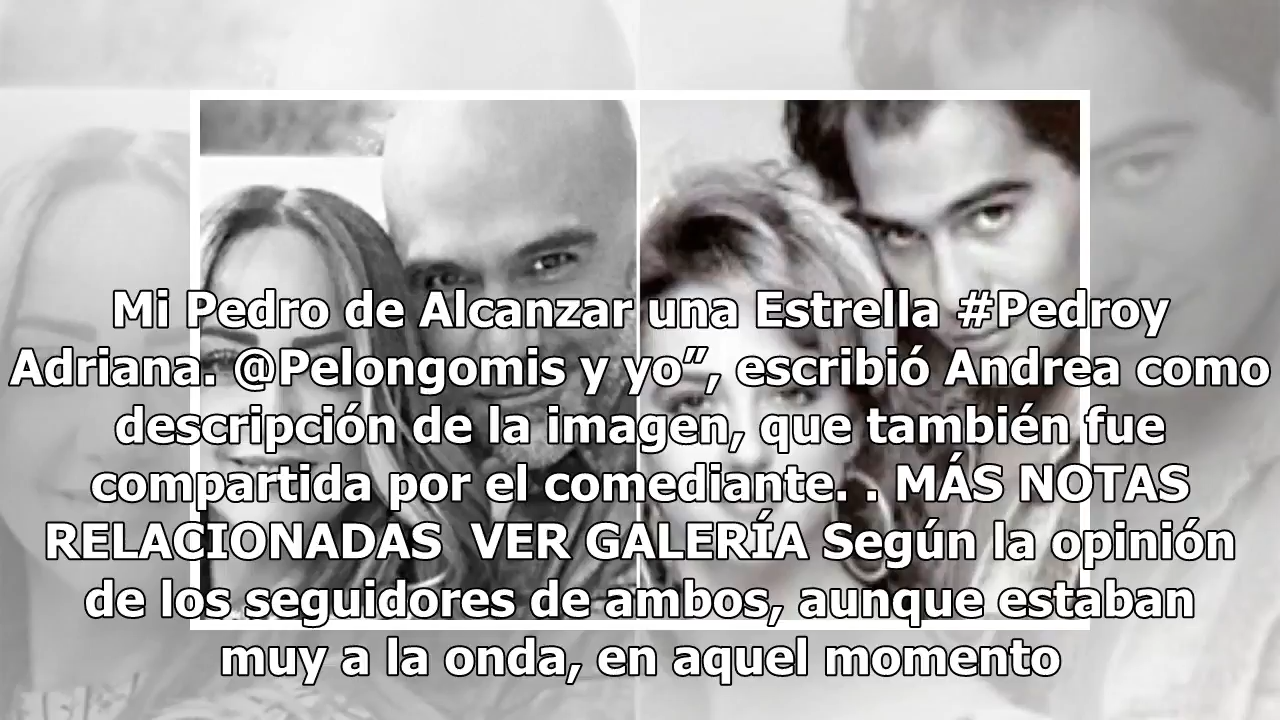 Mi Pedro de Alcanzar una Estrella #Pedroy
Adriana. @Pelongomis y yo”, escribió Andrea como
descripción de la imagen, que también fue
compartida por el comediante. . MÁS NOTAS
RELACIONADAS  VER GALERÍA Según la opinión
de los seguidores de ambos, aunque estaban
muy a la onda, en aquel momento